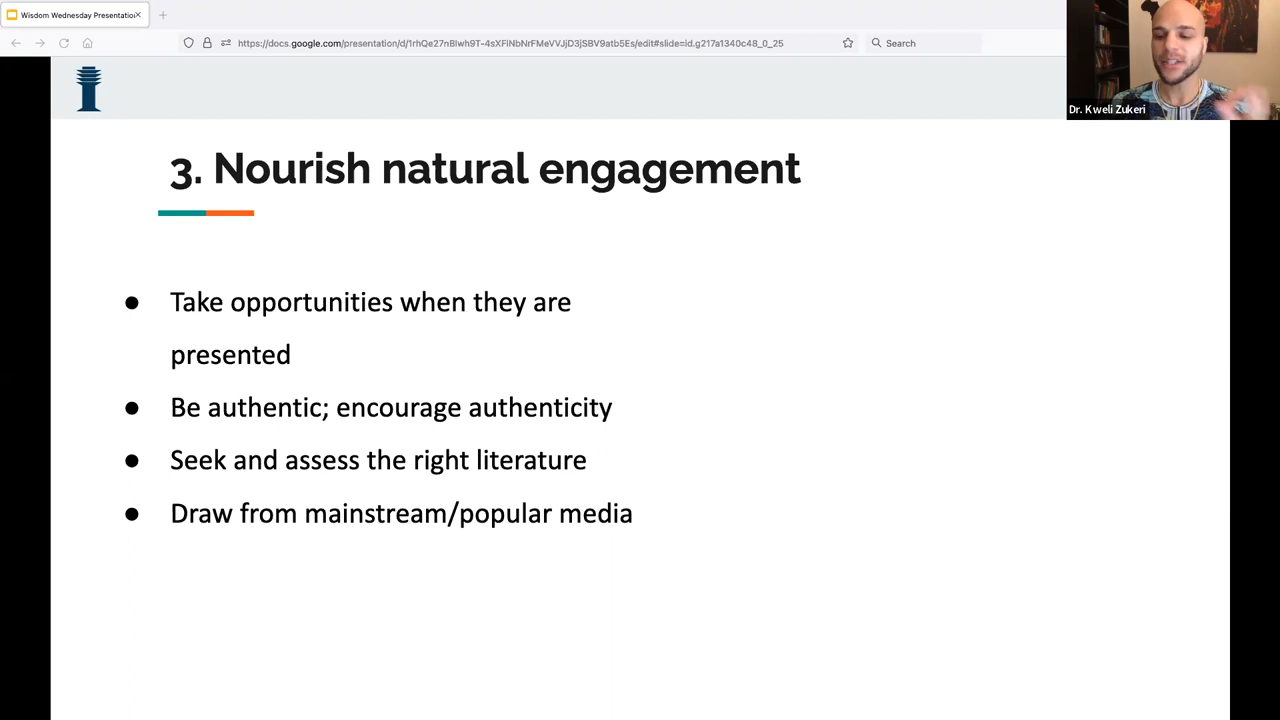 Wisdom Wednesday Presentation
https://docs.google.com/presentation/d/1rhQe27nBlwh9T-4sXFlNbNrFMeVVJjD3jSBV9atb5Es/edit#slide=id.g217a1340c48_0_25
Search
Dr. Kweli Zukeri
3. Nourish natural engagement
● Take opportunities when they are
presented
● Be authentic; encourage authenticity
● Seek and assess the right literature
● Draw from mainstream/popular media